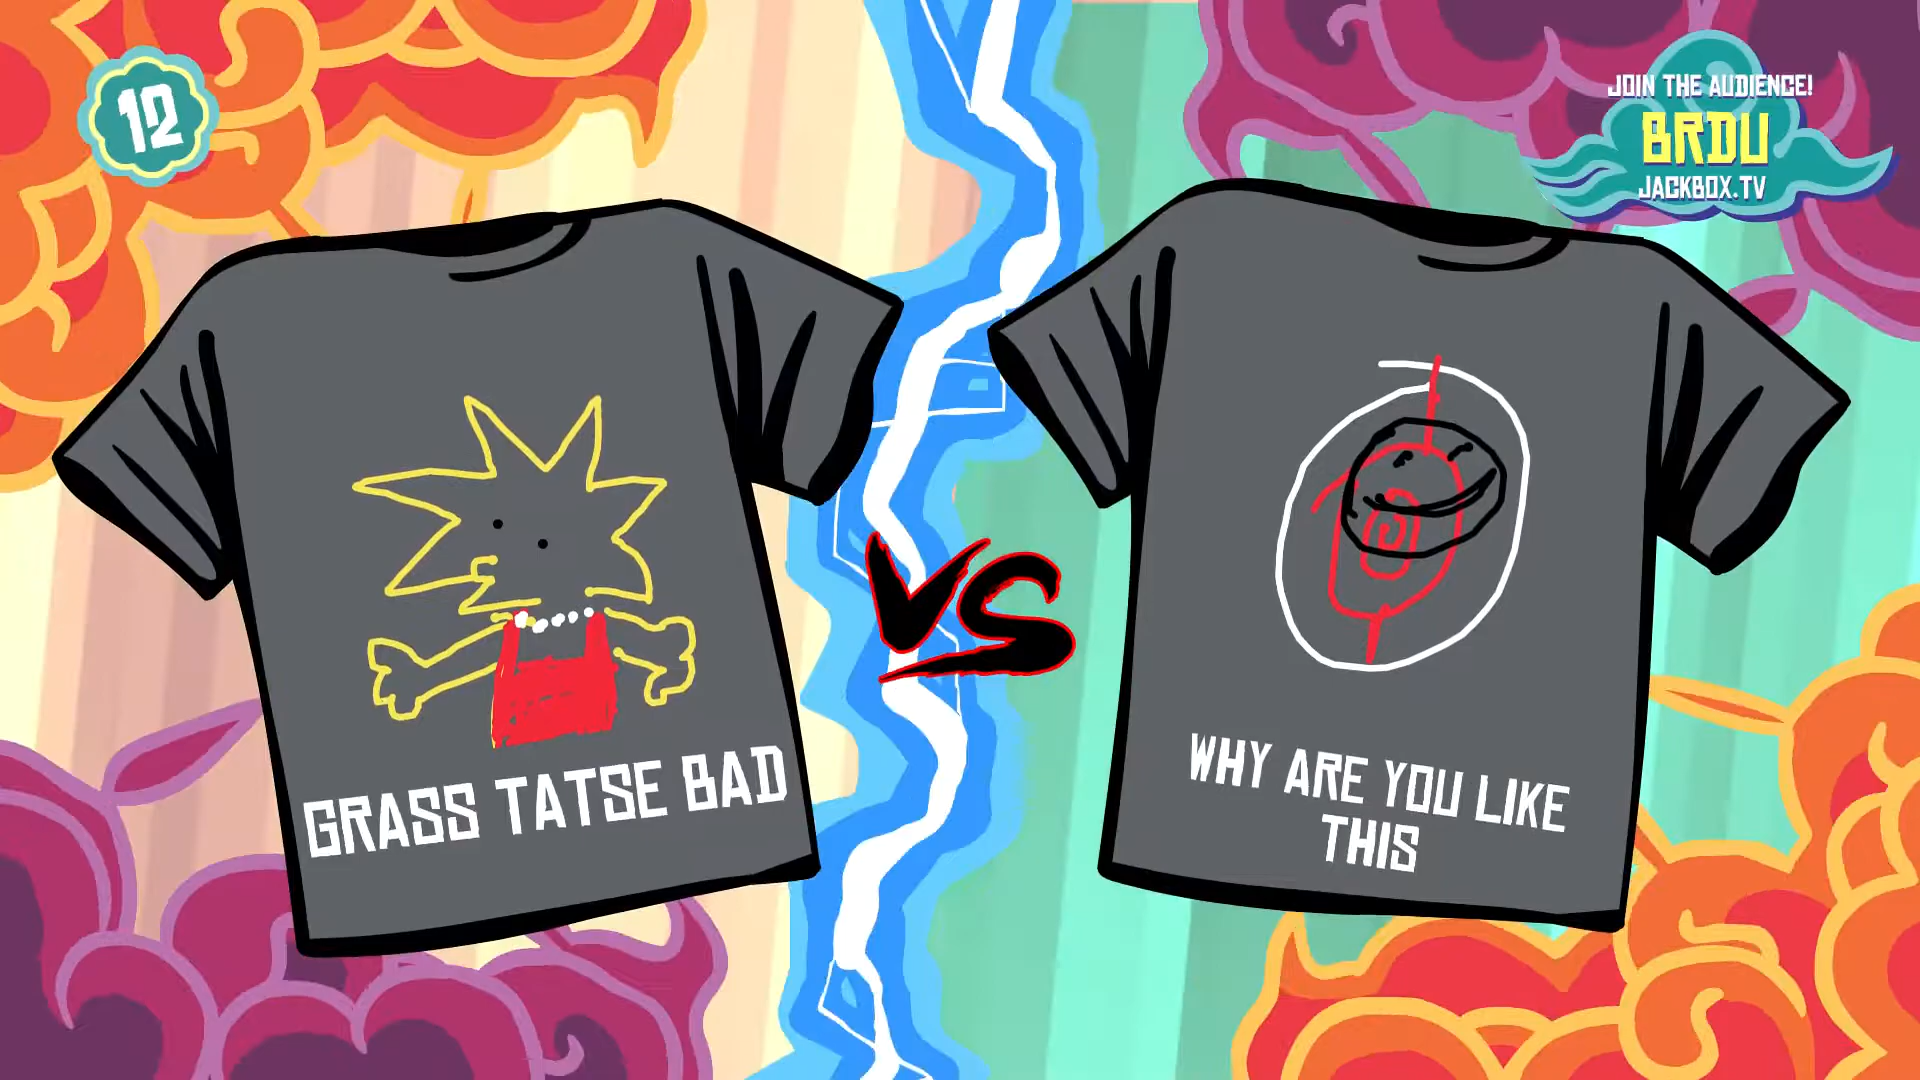 12
JOIN THE AUDIENCE!
BRDU
JACKBOX.TV
VS
GRASS TATSE BAD
WHY ARE YOU LIKE
THIS